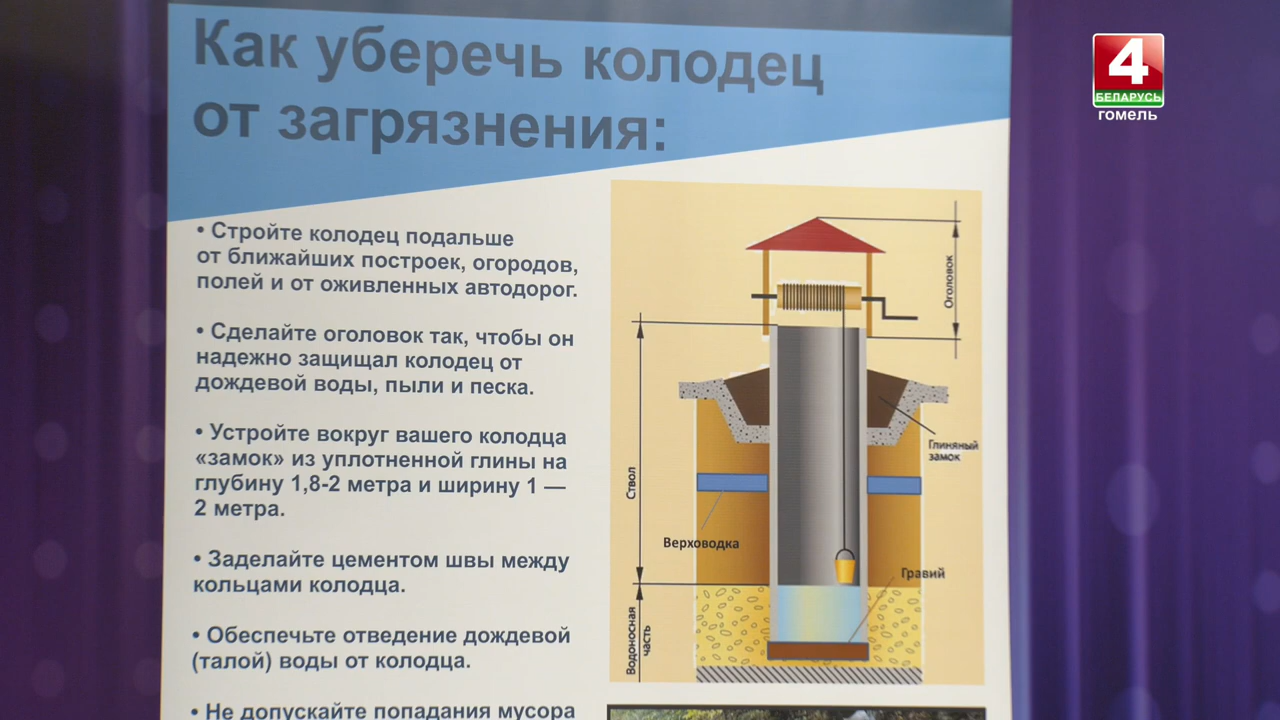 Как уберечь колодец
от загрязнения:
• Стройте колодец подальше
от ближайших построек, огородов,
полей и от оживленных автодорог.
• Сделайте оголовок так, чтобы он
надежно защищал колодец от
дождевой воды, пыли и песка.
• Устройте вокруг вашего колодца
«замок» из уплотненной глины на
глубину 1,8-2 метра и ширину 1 —
2 метра.
• Заделайте цементом швы между
кольцами колодца.
• Обеспечьте отведение дождевой
(талой) воды от колодца.
• Не допускайте попадания мусора
Оголовок
Глиняный
замок
Ствол
Верховодка
Гравий
Водоносная
часть
4
БЕЛАРУСЬ
гомель